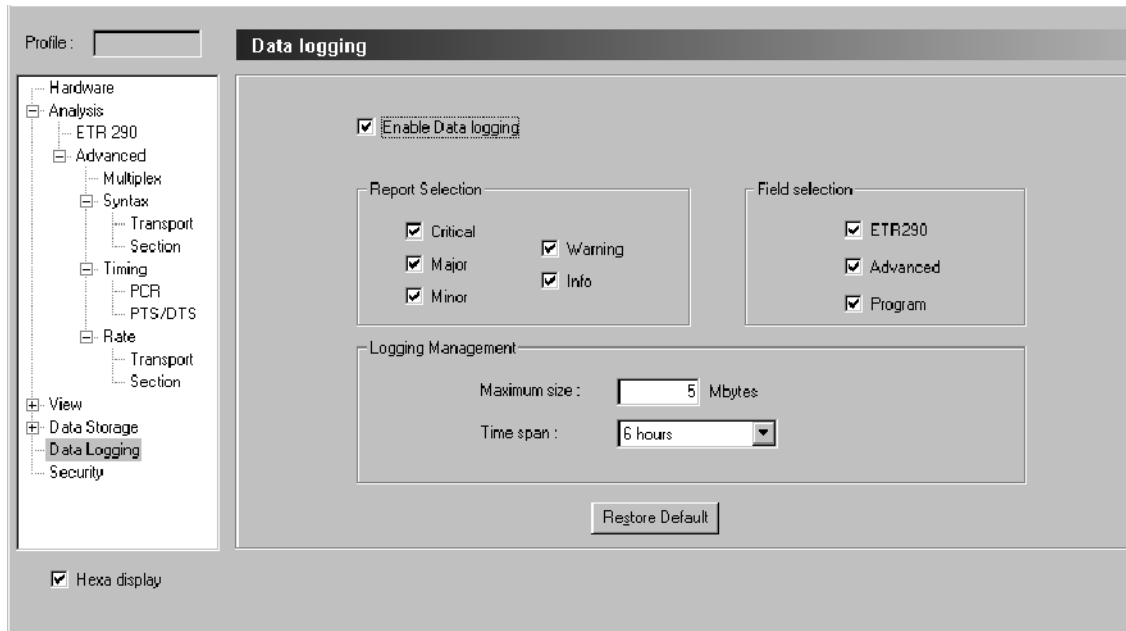 Profile :
Data logging
Hardware
Analysis
ETR 290
Advanced
Multiplex
Syntax
Transport
Section
Timing
PCR
PTS/DTS
Rate
Transport
Section
View
Data Storage
Data Logging
Security
Hexa display
Enable Data logging
Report Selection
Critical
Major
Minor
Warning
Info
Field selection
ETR290
Advanced
Program
Logging Management
Maximum size : 5 Mbytes
Time span : 6 hours
Restore Default